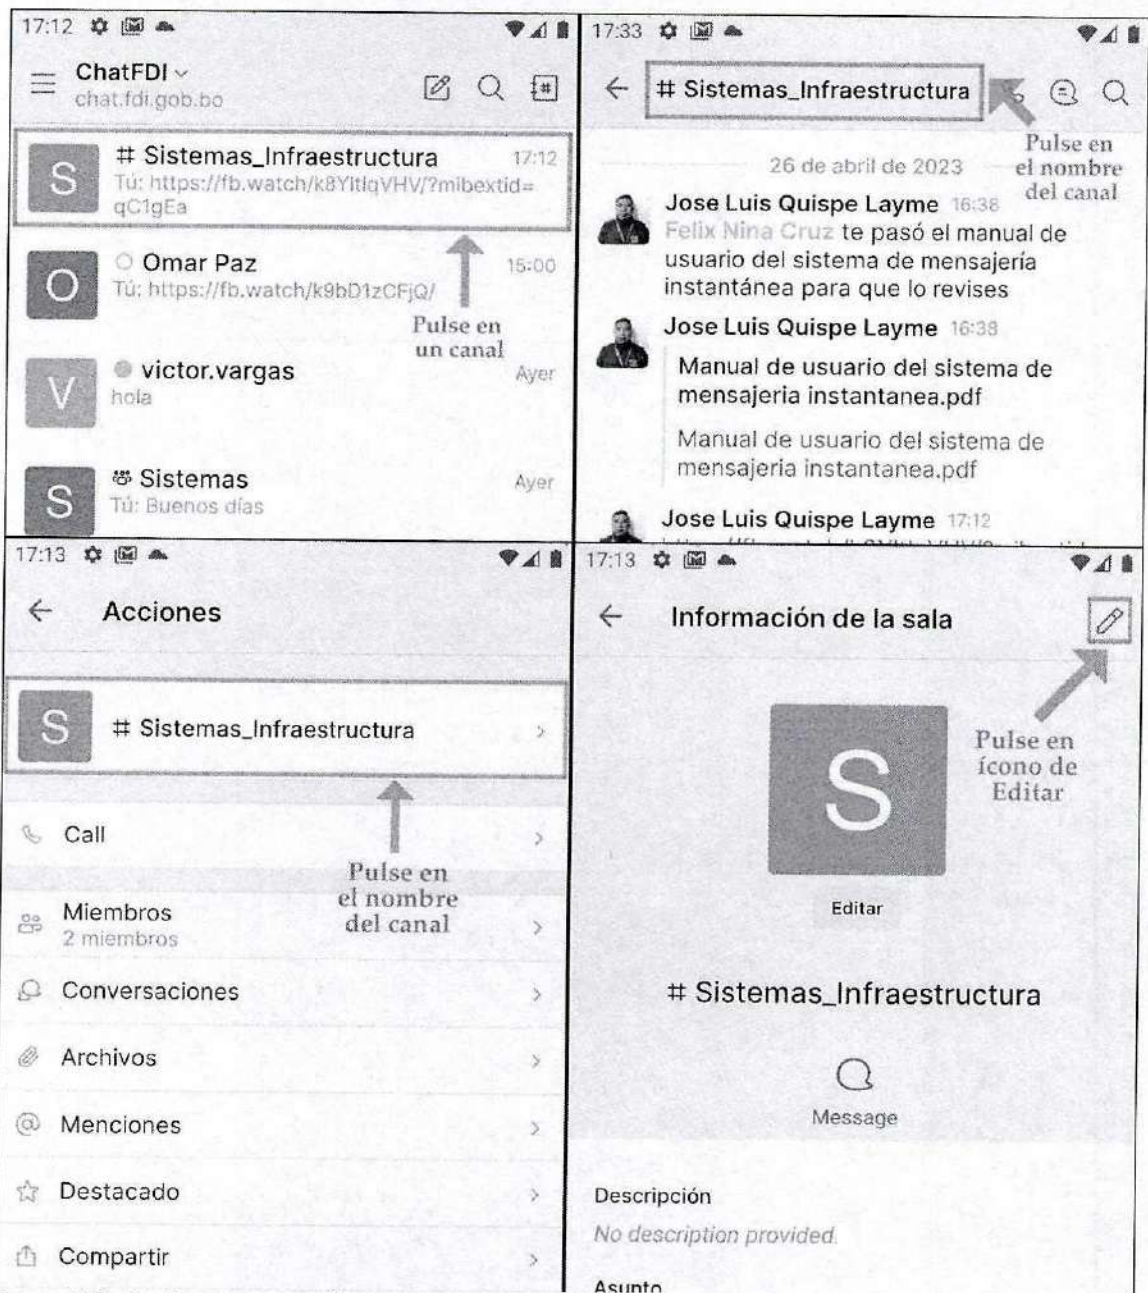 17:12
ChatFDI
chat.fdi.gob.bo
S
# Sistemas_Infraestructura
17:12
Tú: https://fb.watch/k8YltlqVHV/?mibextid=
qC1gEa
O
Omar Paz
15:00
Tú: https://fb.watch/k9bD1zCFjQ/
Pulse en
un canal
V
victor.vargas
Ayer
hola
S
Sistemas
Ayer
Tú: Buenos días
17:33
# Sistemas_Infraestructura
Pulse en
el nombre
del canal
26 de abril de 2023
Jose Luis Quispe Layme 16:38
Felix Nina Cruz te pasó el manual de
usuario del sistema de mensajería
instantánea para que lo revises
Jose Luis Quispe Layme 16:38
Manual de usuario del sistema de
mensajeria instantanea.pdf
Manual de usuario del sistema de
mensajeria instantanea.pdf
Jose Luis Quispe Layme 17:12
17:13
Acciones
S
# Sistemas_Infraestructura
Pulse en
el nombre
del canal
Call
Miembros
2 miembros
Conversaciones
Archivos
Menciones
Destacado
Compartir
17:13
Información de la sala
Pulse en
ícono de
Editar
S
Editar
# Sistemas_Infraestructura
Message
Descripción
No description provided.
Asunto